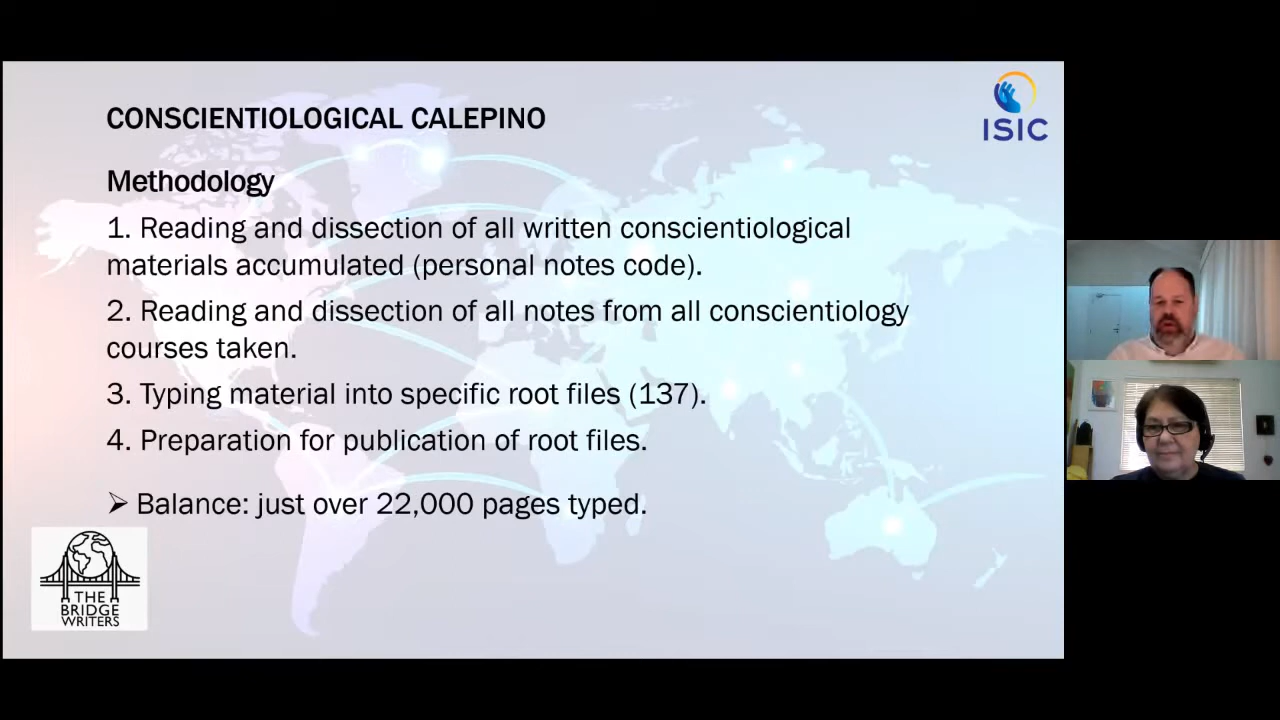 CONSCIENTIOLOGICAL CALEPINO
ISIC
Methodology
1. Reading and dissection of all written conscientiological
materials accumulated (personal notes code).
2. Reading and dissection of all notes from all conscientiology
courses taken.
3. Typing material into specific root files (137).
4. Preparation for publication of root files.
➢ Balance: just over 22,000 pages typed.
THE
BRIDGE
WRITERS